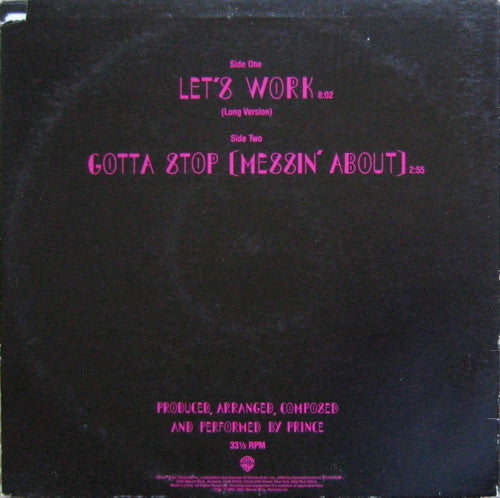 Side One
LET'S WORK 8:02
(Long Version)
Side Two
GOTTA STOP [MESSIN' ABOUT] 2:55
PRODUCED, ARRANGED, COMPOSED
AND PERFORMED BY PRINCE
33⅓ RPM